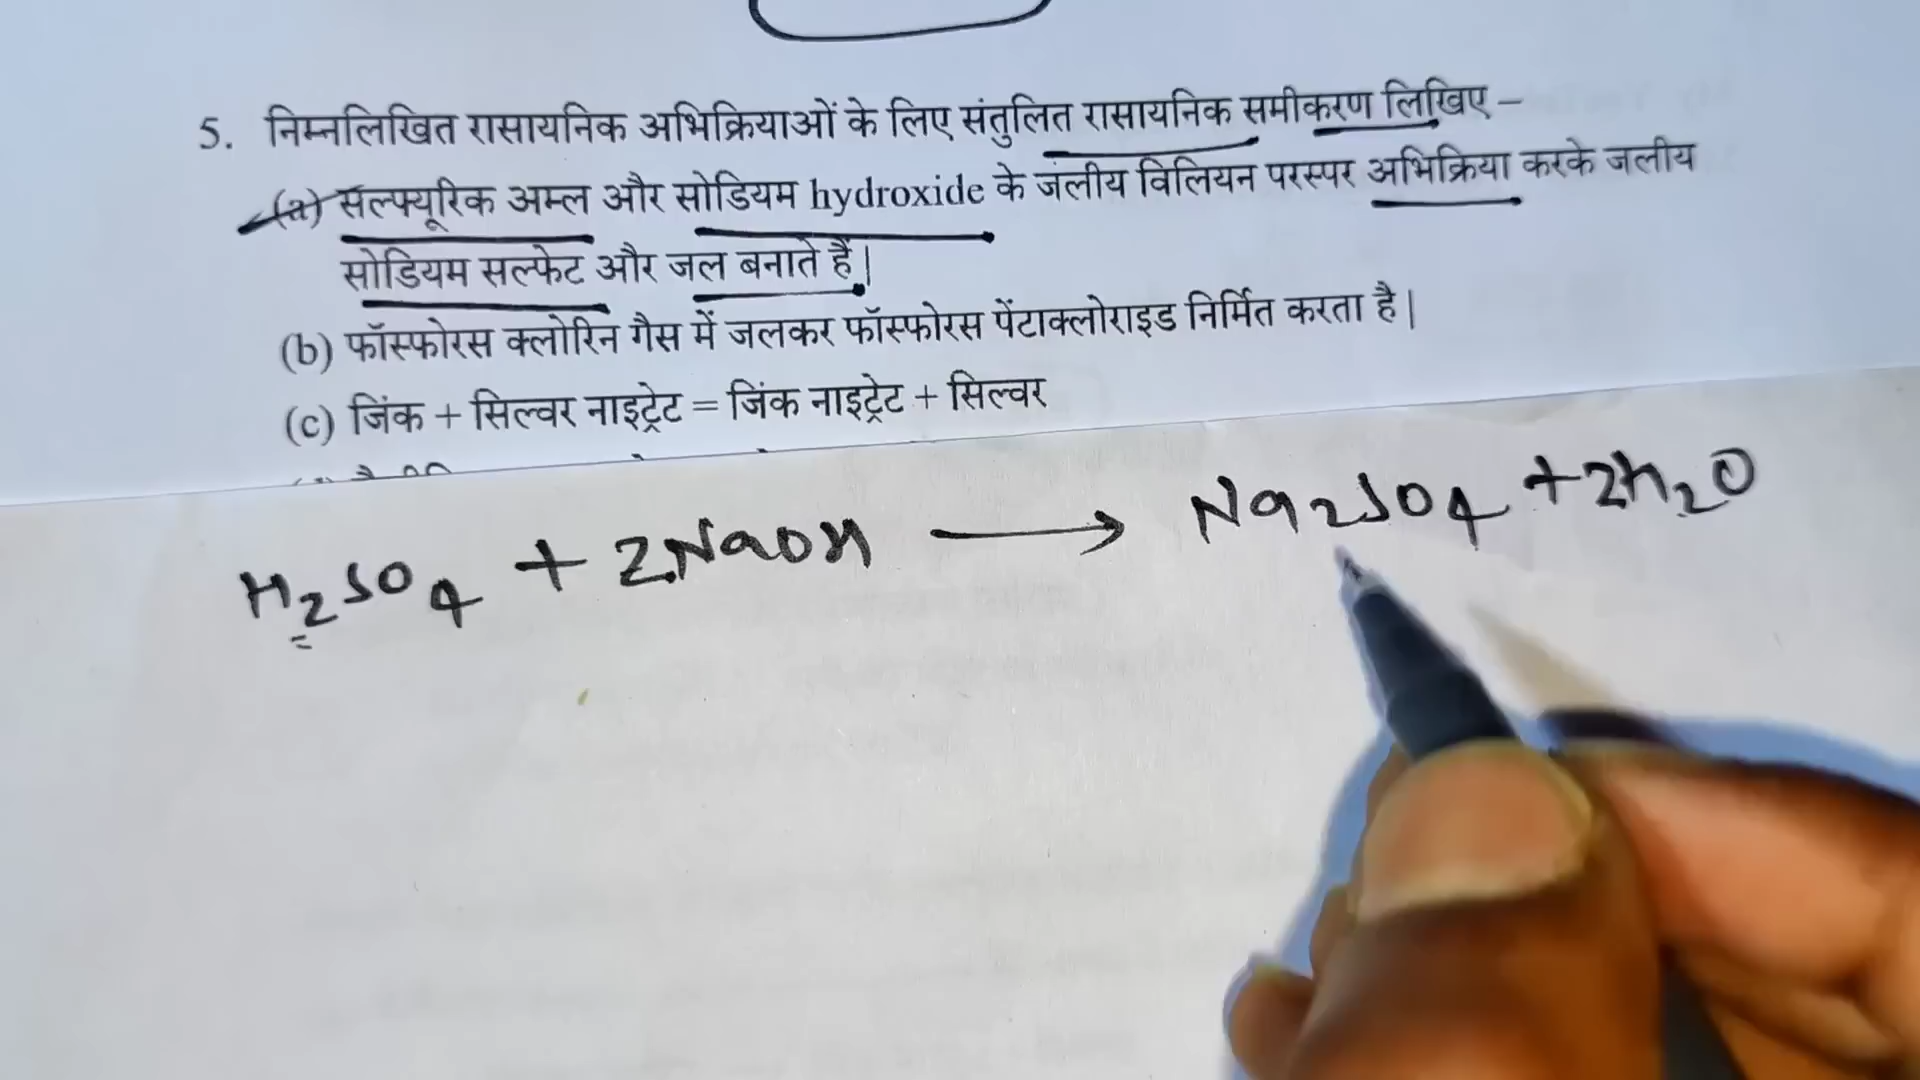 5. निम्नलिखित रासायनिक अभिक्रियाओं के लिए संतुलित रासायनिक समीकरण लिखिए –
(a) सल्फ्यूरिक अम्ल और सोडियम hydroxide के जलीय विलियन परस्पर अभिक्रिया करके जलीय
सोडियम सल्फेट और जल बनाते हैं|
(b) फॉस्फोरस क्लोरिन गैस में जलकर फॉस्फोरस पेंटाक्लोराइड निर्मित करता है|
(c) जिंक + सिल्वर नाइट्रेट = जिंक नाइट्रेट + सिल्वर
H₂SO₄ + 2NaOH ⟶ Na₂SO₄ + 2H₂O